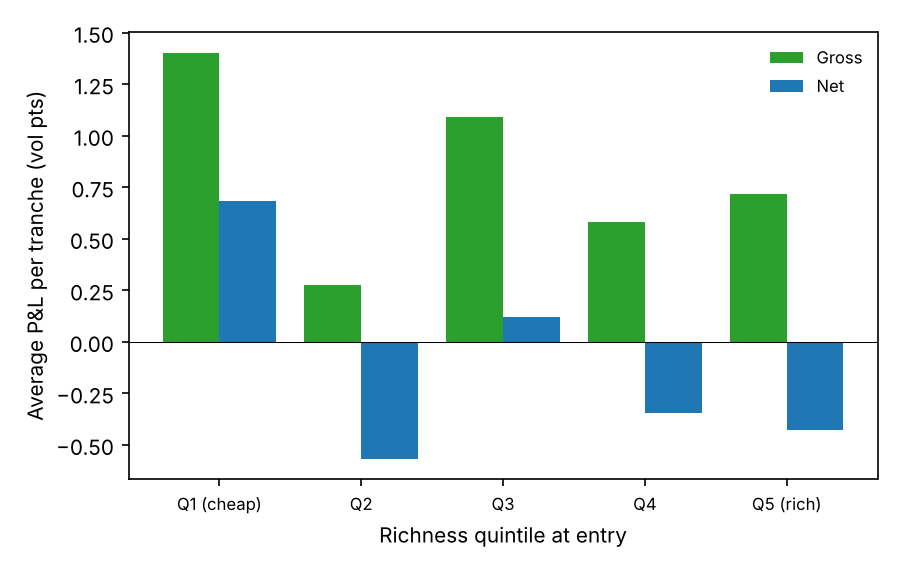 1.50
1.25
1.00
0.75
0.50
0.25
0.00
−0.25
−0.50
Average P&L per tranche (vol pts)
Gross
Net
Q1 (cheap)
Q2
Q3
Q4
Q5 (rich)
Richness quintile at entry